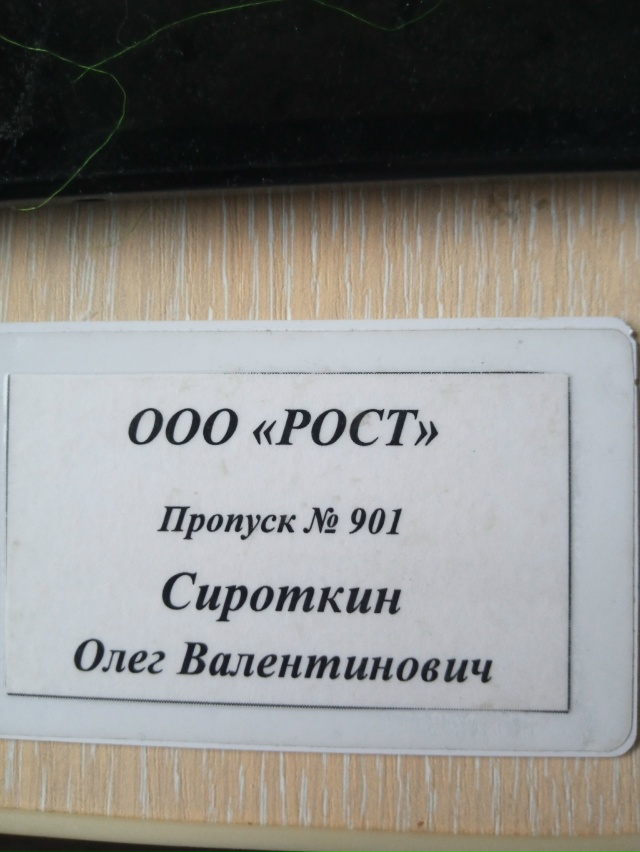 ООО «РОСТ»
Пропуск № 901
Сироткин
Олег Валентинович